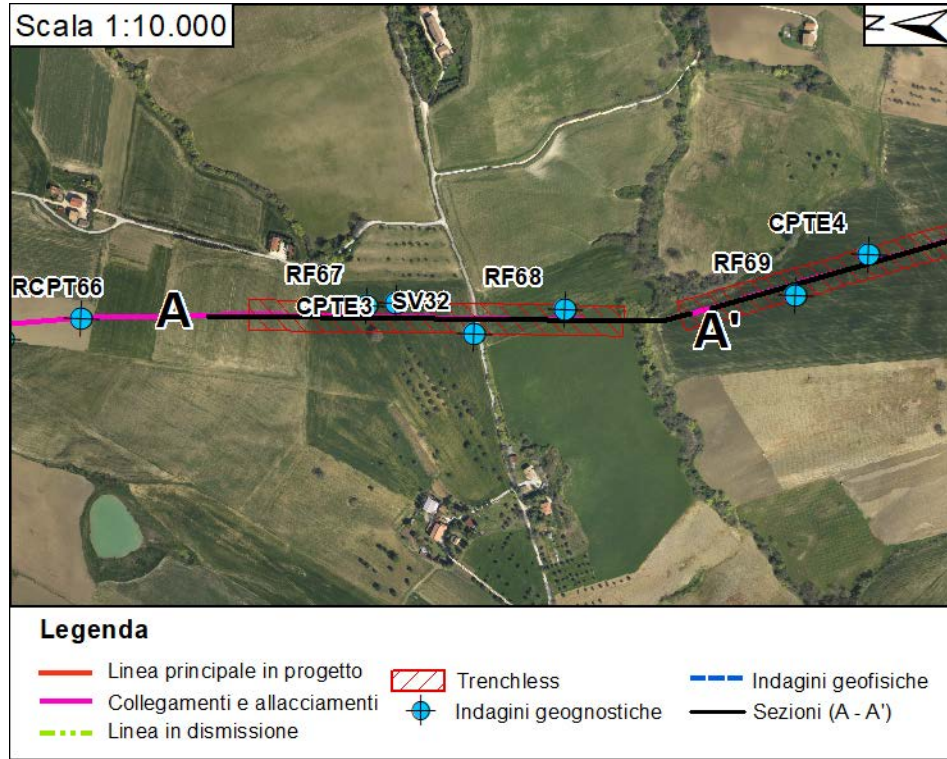 Scala 1:10.000
N
CPTE4
RF67
RF68
RF69
RCPT66
CPTE3
SV32
A
A'
Legenda
Linea principale in progetto
Collegamenti e allacciamenti
Linea in dismissione
Trenchless
Indagini geognostiche
Indagini geofisiche
Sezioni (A - A')